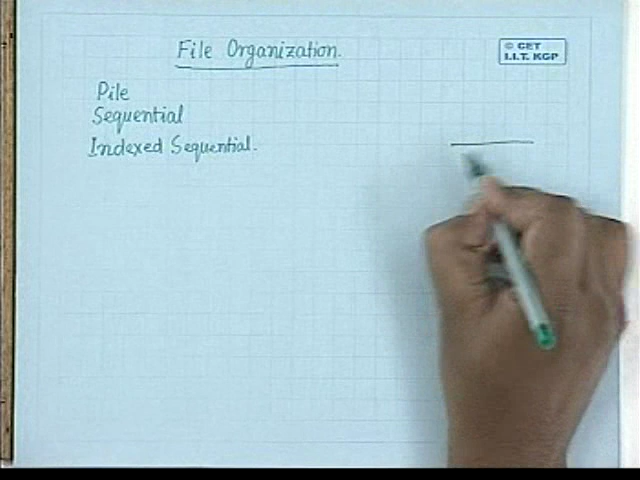 File Organization.
© CET
I.I.T. KGP
Pile
Sequential
Indexed Sequential.